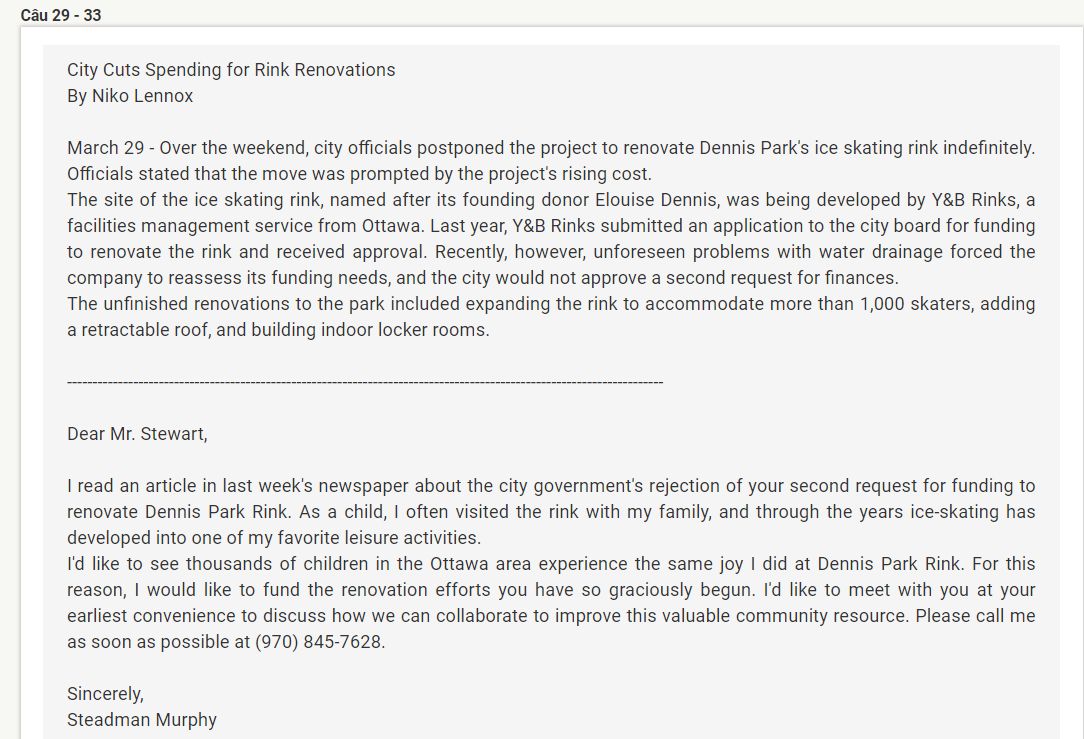 Câu 29 - 33
City Cuts Spending for Rink Renovations
By Niko Lennox
March 29 - Over the weekend, city officials postponed the project to renovate Dennis Park's ice skating rink indefinitely.
Officials stated that the move was prompted by the project's rising cost.
The site of the ice skating rink, named after its founding donor Elouise Dennis, was being developed by Y&B Rinks, a
facilities management service from Ottawa. Last year, Y&B Rinks submitted an application to the city board for funding
to renovate the rink and received approval. Recently, however, unforeseen problems with water drainage forced the
company to reassess its funding needs, and the city would not approve a second request for finances.
The unfinished renovations to the park included expanding the rink to accommodate more than 1,000 skaters, adding
a retractable roof, and building indoor locker rooms.
-----------------------------------------------------------------------------------------------------------------------
Dear Mr. Stewart,
I read an article in last week's newspaper about the city government's rejection of your second request for funding to
renovate Dennis Park Rink. As a child, I often visited the rink with my family, and through the years ice-skating has
developed into one of my favorite leisure activities.
I'd like to see thousands of children in the Ottawa area experience the same joy I did at Dennis Park Rink. For this
reason, I would like to fund the renovation efforts you have so graciously begun. I'd like to meet with you at your
earliest convenience to discuss how we can collaborate to improve this valuable community resource. Please call me
as soon as possible at (970) 845-7628.
Sincerely,
Steadman Murphy